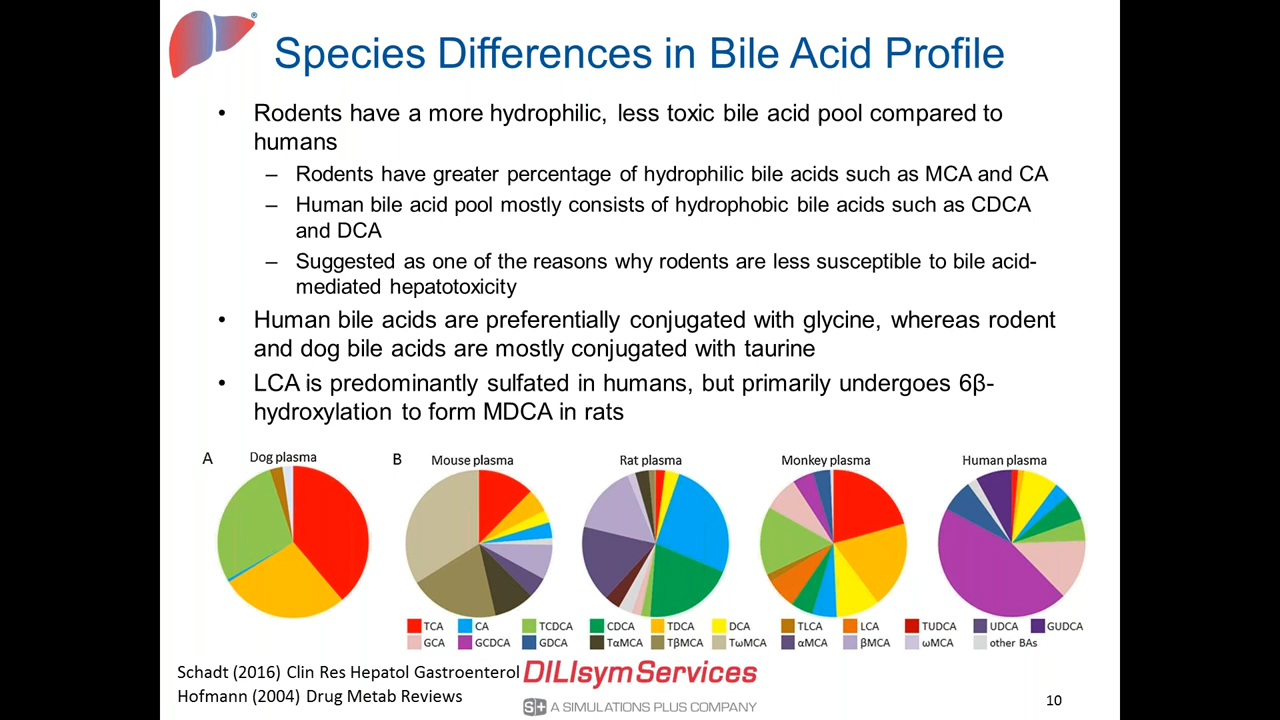 Species Differences in Bile Acid Profile
• Rodents have a more hydrophilic, less toxic bile acid pool compared to
humans
– Rodents have greater percentage of hydrophilic bile acids such as MCA and CA
– Human bile acid pool mostly consists of hydrophobic bile acids such as CDCA
and DCA
– Suggested as one of the reasons why rodents are less susceptible to bile acid-
mediated hepatotoxicity
• Human bile acids are preferentially conjugated with glycine, whereas rodent
and dog bile acids are mostly conjugated with taurine
• LCA is predominantly sulfated in humans, but primarily undergoes 6β-
hydroxylation to form MDCA in rats
A Dog plasma B Mouse plasma Rat plasma Monkey plasma Human plasma
TCA CA TCDCA CDCA TDCA DCA TLCA LCA TUDCA UDCA GUDCA
GCA GCDCA GDCA TαMCA TβMCA TωMCA αMCA βMCA ωMCA other BAs
Schadt (2016) Clin Res Hepatol Gastroenterol
Hofmann (2004) Drug Metab Reviews
DILIsymServices
S+ A SIMULATIONS PLUS COMPANY
10